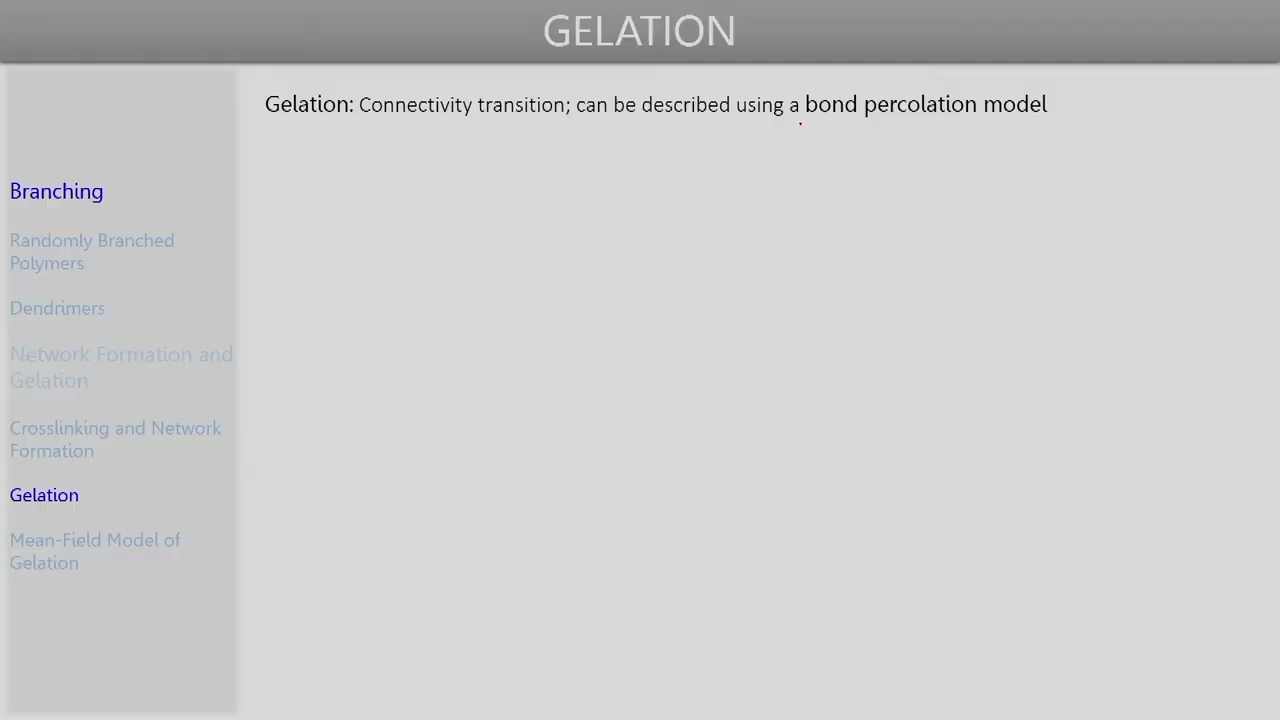 GELATION
Gelation: Connectivity transition; can be described using a bond percolation model
Branching
Randomly Branched
Polymers
Dendrimers
Network Formation and
Gelation
Crosslinking and Network
Formation
Gelation
Mean-Field Model of
Gelation